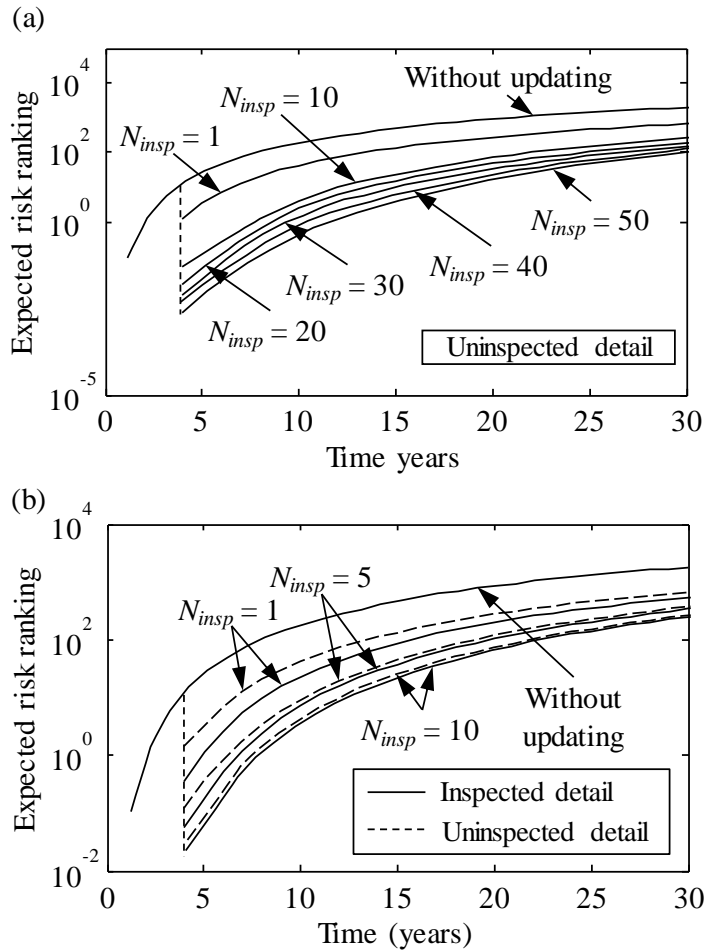 (a)
10^4
Without updating
N_insp = 10
N_insp = 1
10^2
10^0
N_insp = 50
N_insp = 40
N_insp = 30
N_insp = 20
Uninspected detail
10^-5
Expected risk ranking
0 5 10 15 20 25 30
Time years
(b)
10^4
N_insp = 5
N_insp = 1
10^2
Without
updating
N_insp = 10
10^0
Inspected detail
Uninspected detail
10^-2
Expected risk ranking
0 5 10 15 20 25 30
Time (years)